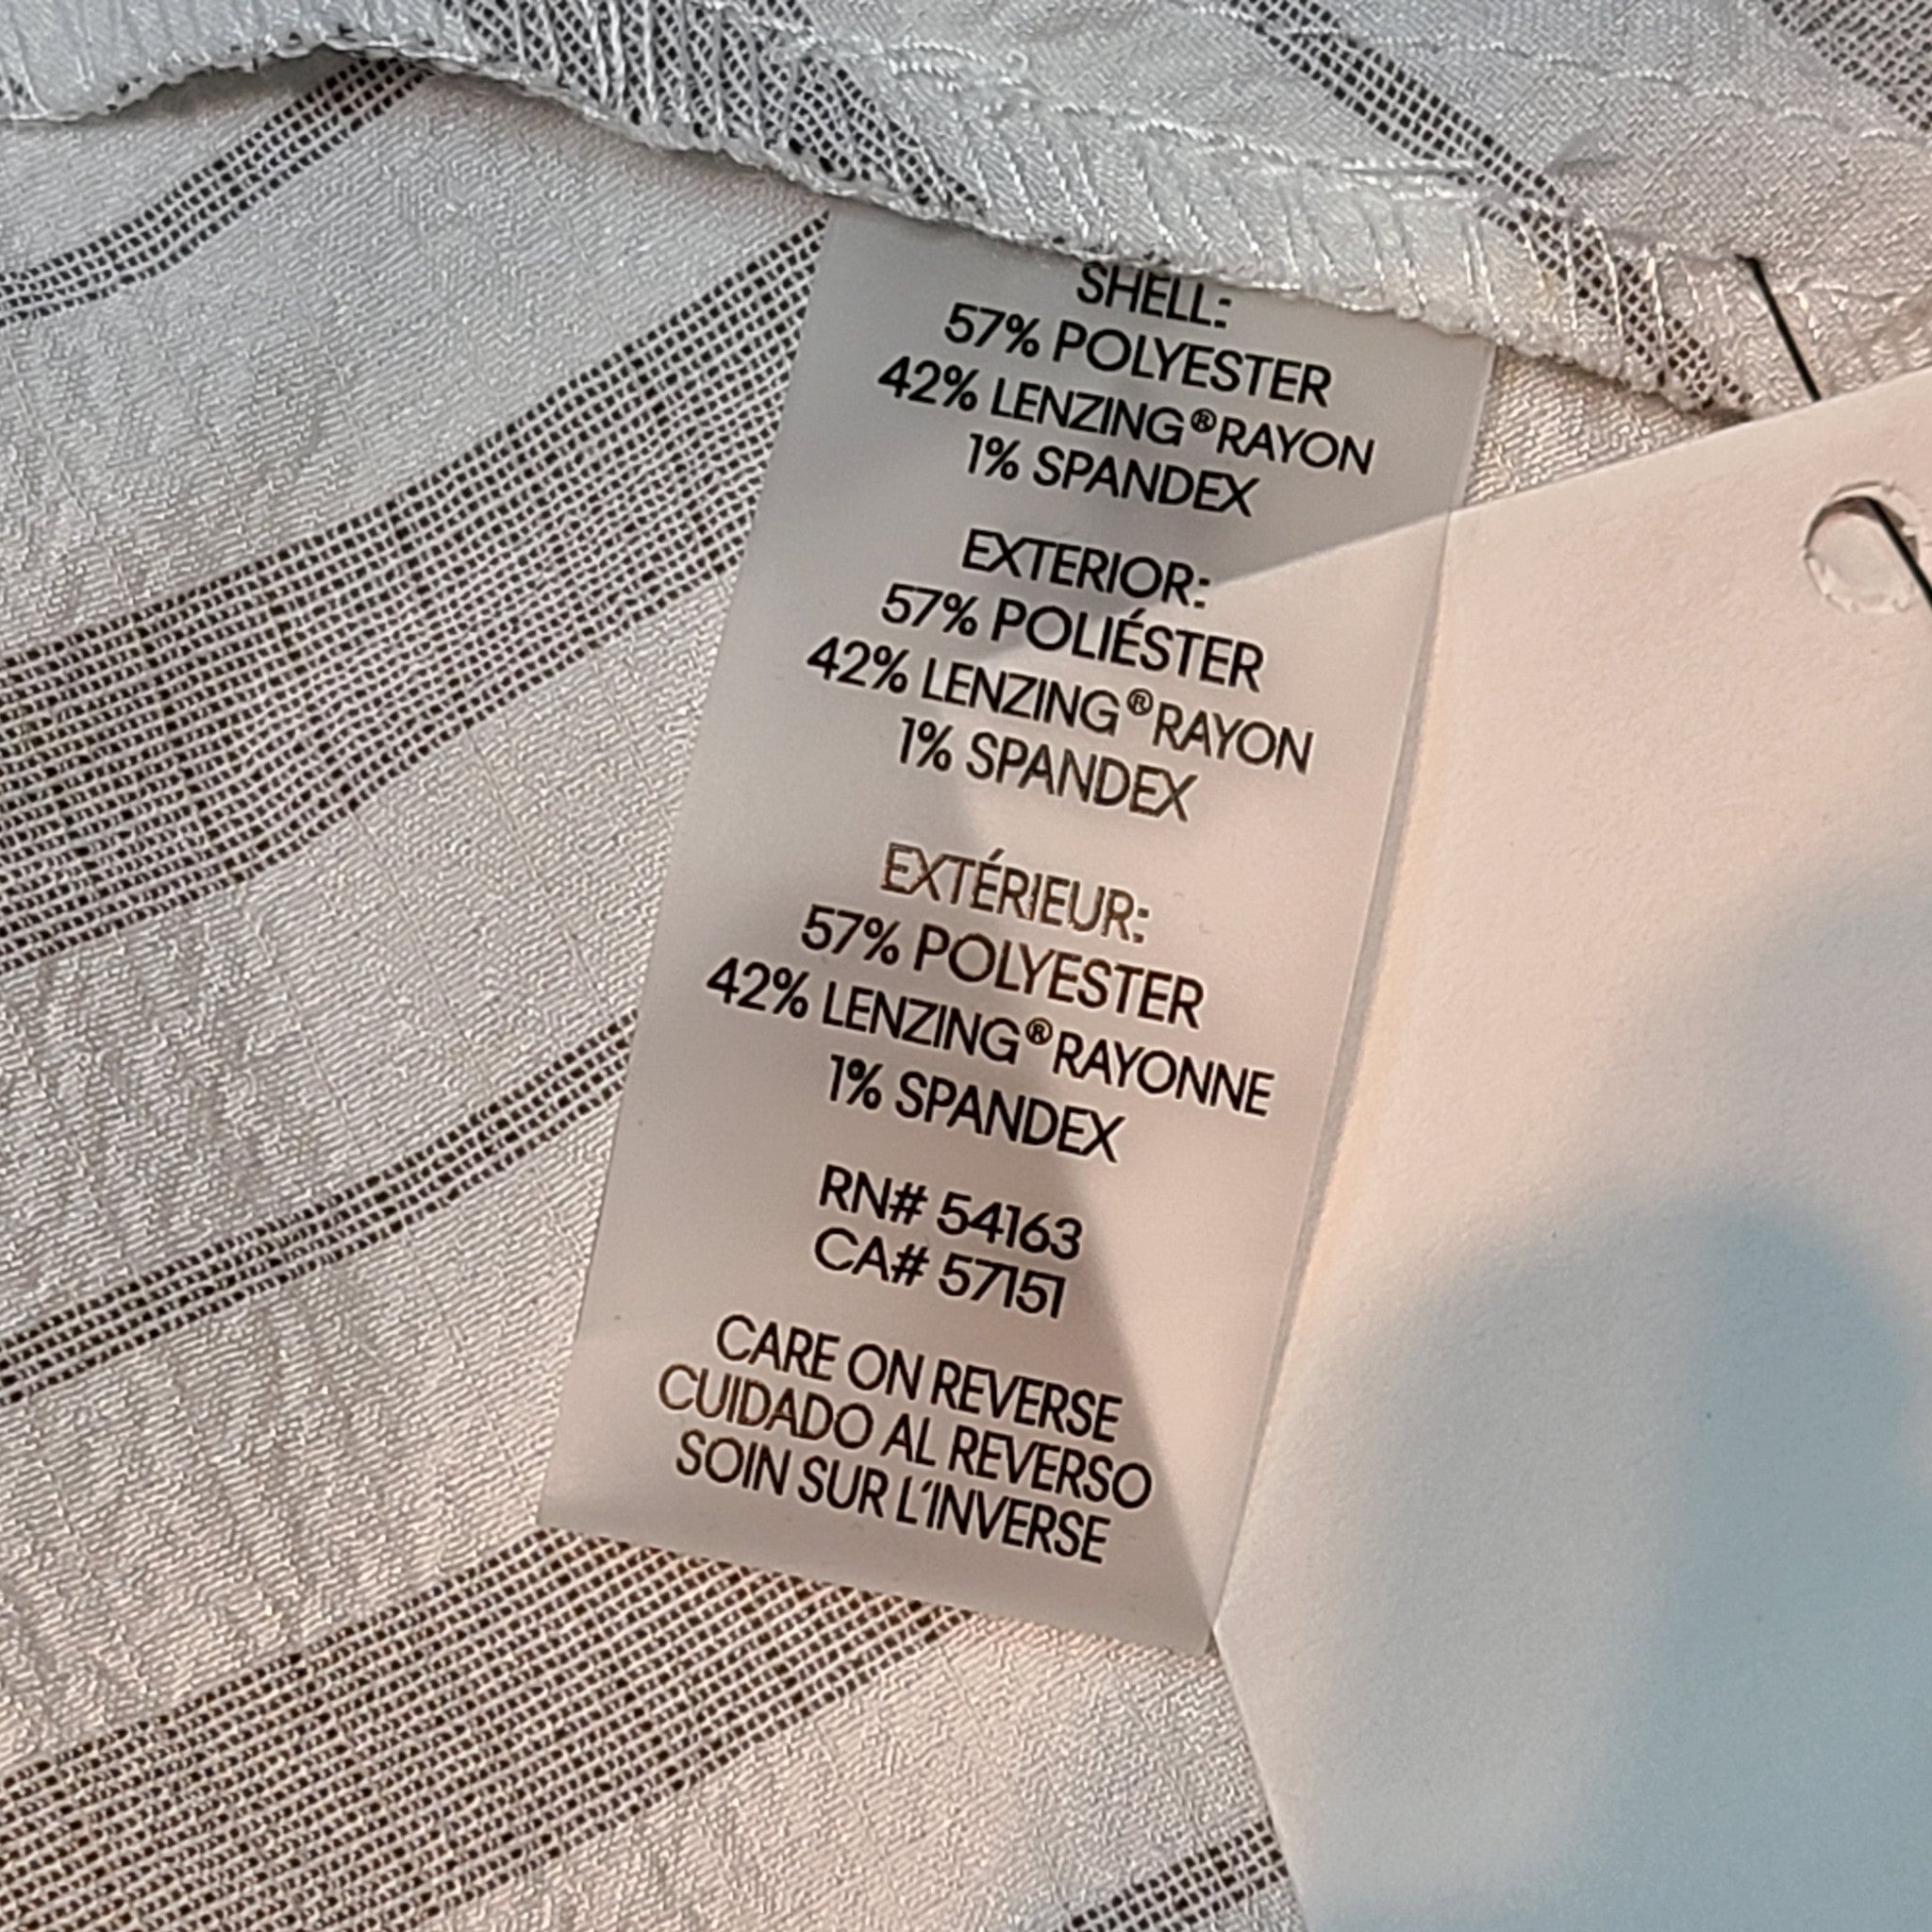 SHELL:
57% POLYESTER
42% LENZING®RAYON
1% SPANDEX
EXTERIOR:
57% POLIÉSTER
42% LENZING®RAYON
1% SPANDEX
EXTÉRIEUR:
57% POLYESTER
42% LENZING®RAYONNE
1% SPANDEX
RN# 54163
CA# 57151
CARE ON REVERSE
CUIDADO AL REVERSO
SOIN SUR L'INVERSE